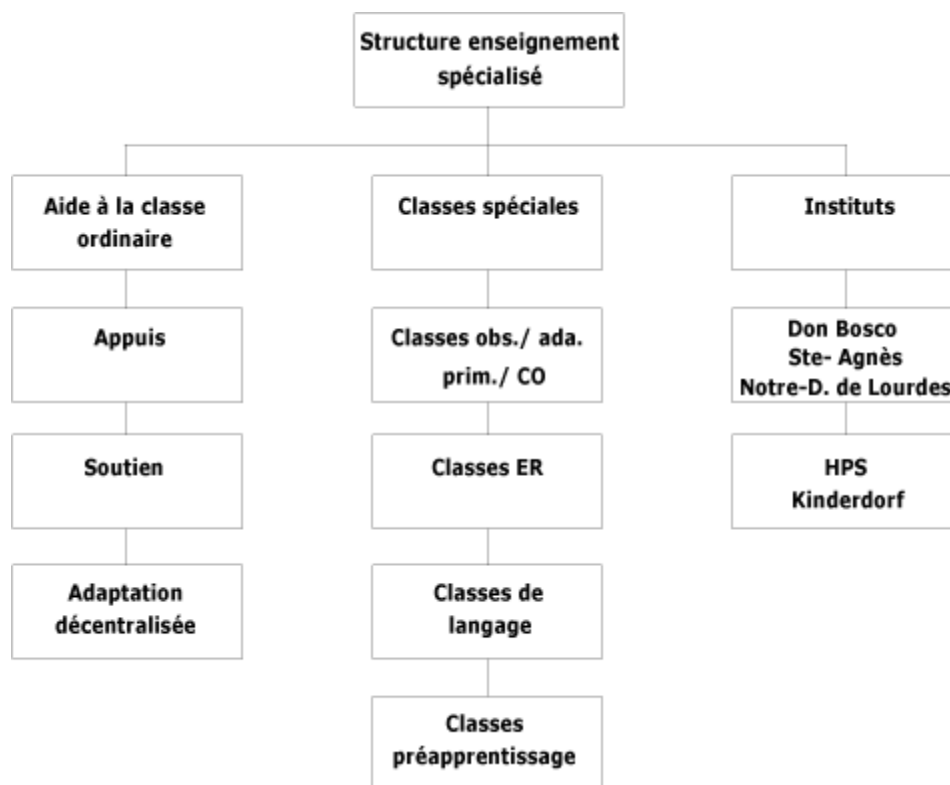 Structure enseignement
spécialisé
Aide à la classe
ordinaire
Appuis
Soutien
Adaptation
décentralisée
Classes spéciales
Classes obs./ ada.
prim./ CO
Classes ER
Classes de
langage
Classes
préapprentissage
Instituts
Don Bosco
Ste- Agnès
Notre-D. de Lourdes
HPS
Kinderdorf